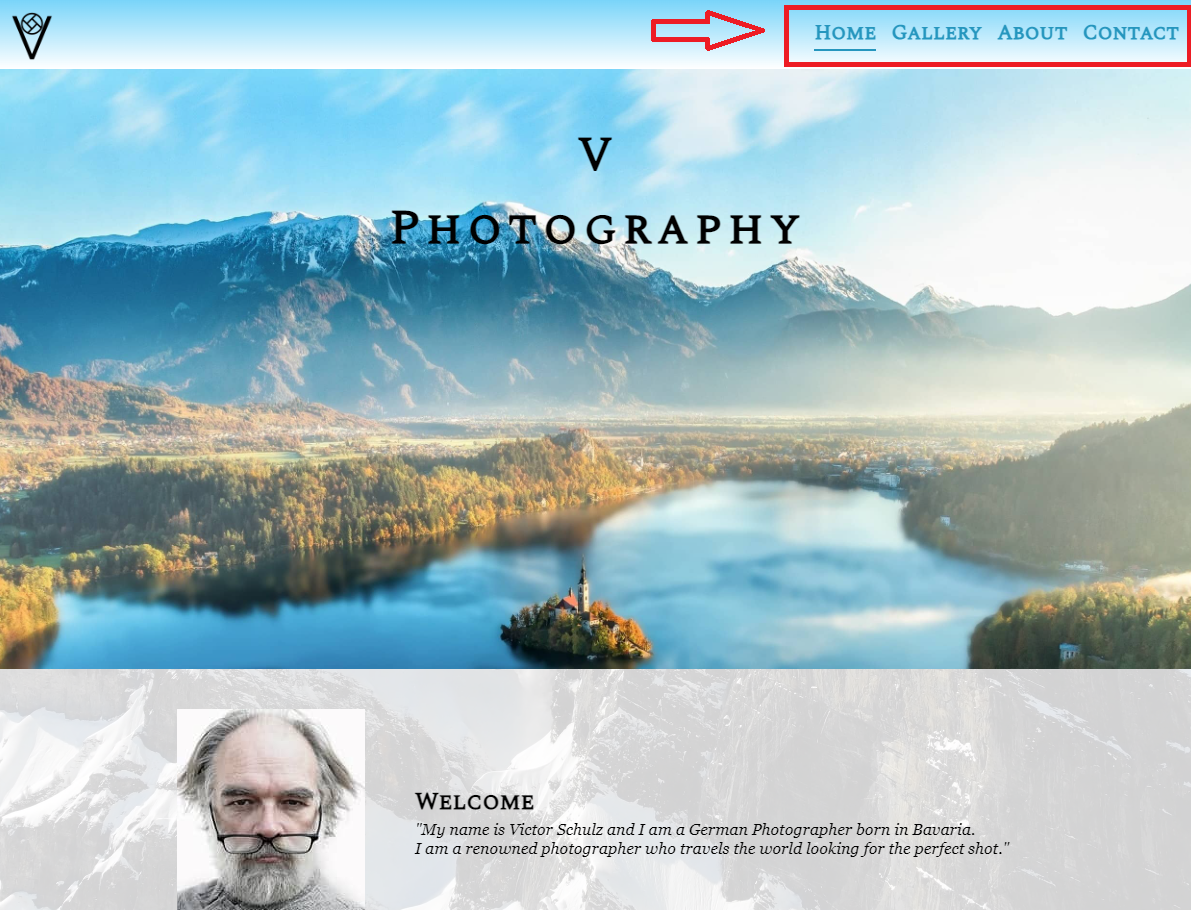 Home Gallery About Contact
V
Photography
Welcome
"My name is Victor Schulz and I am a German Photographer born in Bavaria.
I am a renowned photographer who travels the world looking for the perfect shot."